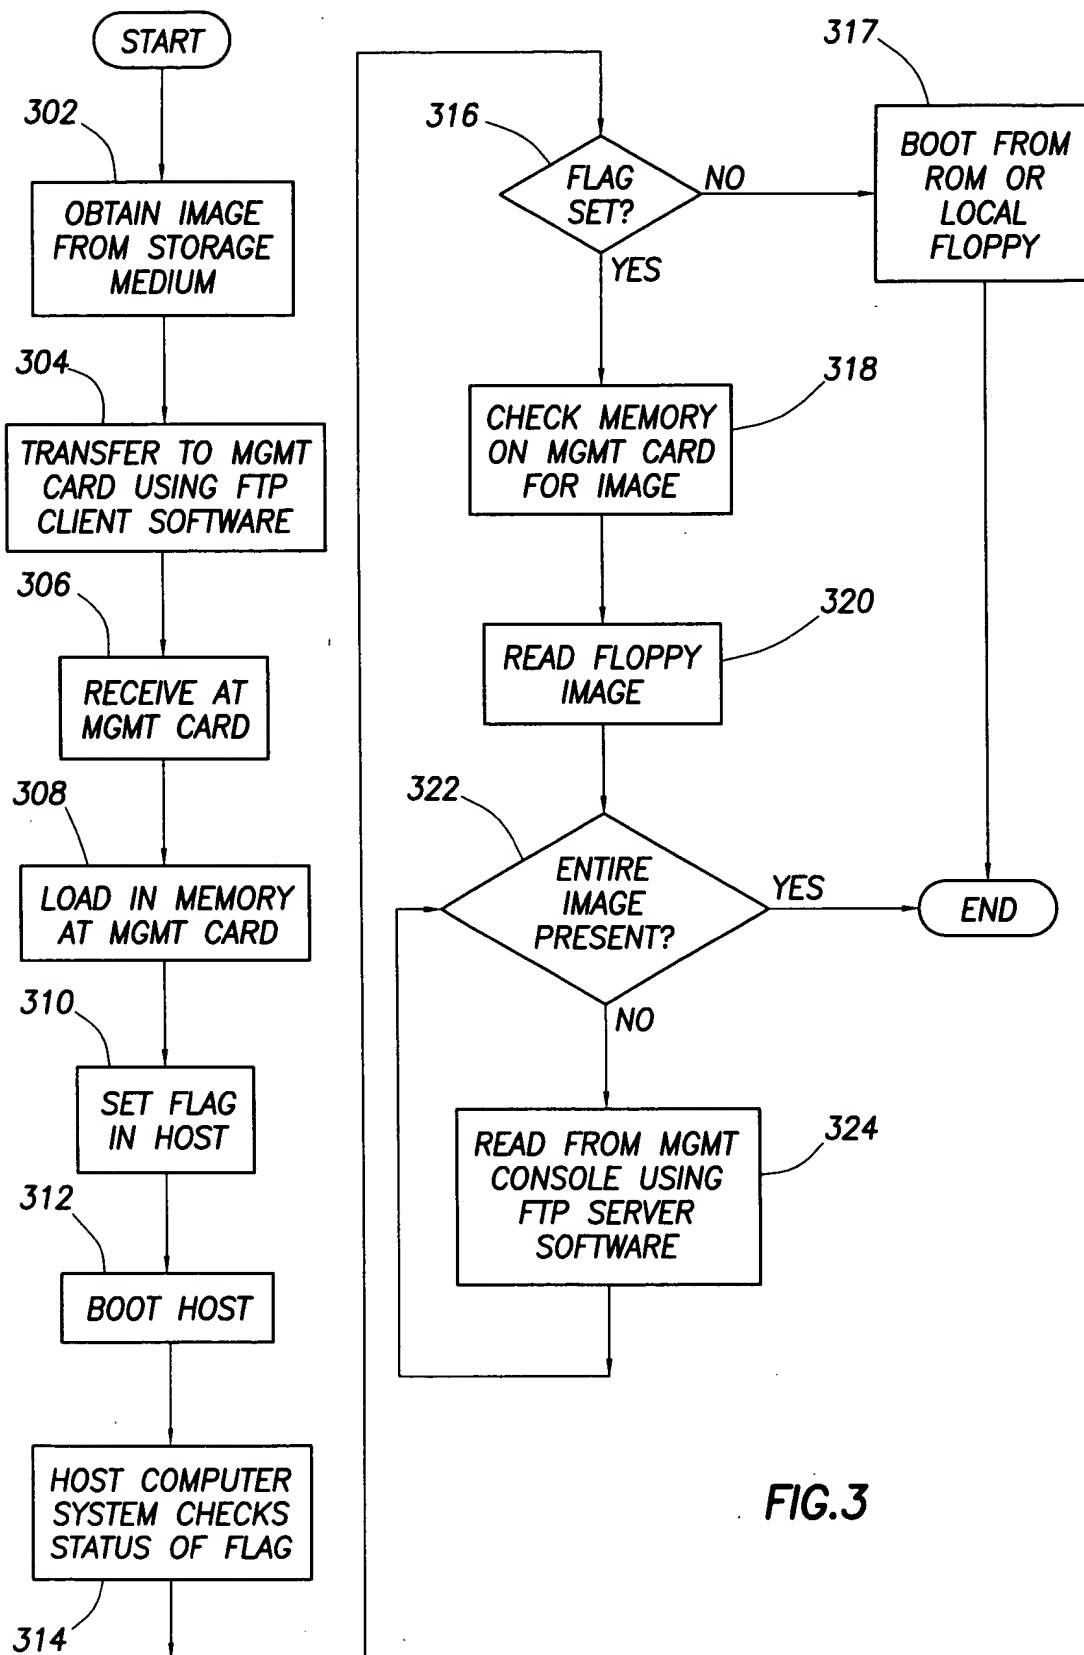 START
302
OBTAIN IMAGE
FROM STORAGE
MEDIUM
304
TRANSFER TO MGMT
CARD USING FTP
CLIENT SOFTWARE
306
RECEIVE AT
MGMT CARD
308
LOAD IN MEMORY
AT MGMT CARD
310
SET FLAG
IN HOST
312
BOOT HOST
HOST COMPUTER
SYSTEM CHECKS
STATUS OF FLAG
314
316
FLAG
SET?
NO
YES
317
BOOT FROM
ROM OR
LOCAL
FLOPPY
318
CHECK MEMORY
ON MGMT CARD
FOR IMAGE
320
READ FLOPPY
IMAGE
322
ENTIRE
IMAGE
PRESENT?
YES
END
NO
324
READ FROM MGMT
CONSOLE USING
FTP SERVER
SOFTWARE
FIG.3